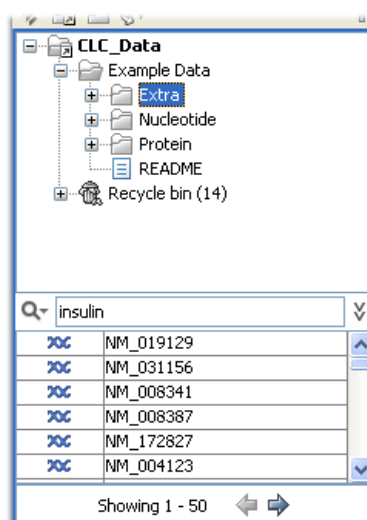 CLC_Data
Example Data
Extra
Nucleotide
Protein
README
Recycle bin (14)
insulin
NM_019129
NM_031156
NM_008341
NM_008387
NM_172827
NM_004123
Showing 1 - 50